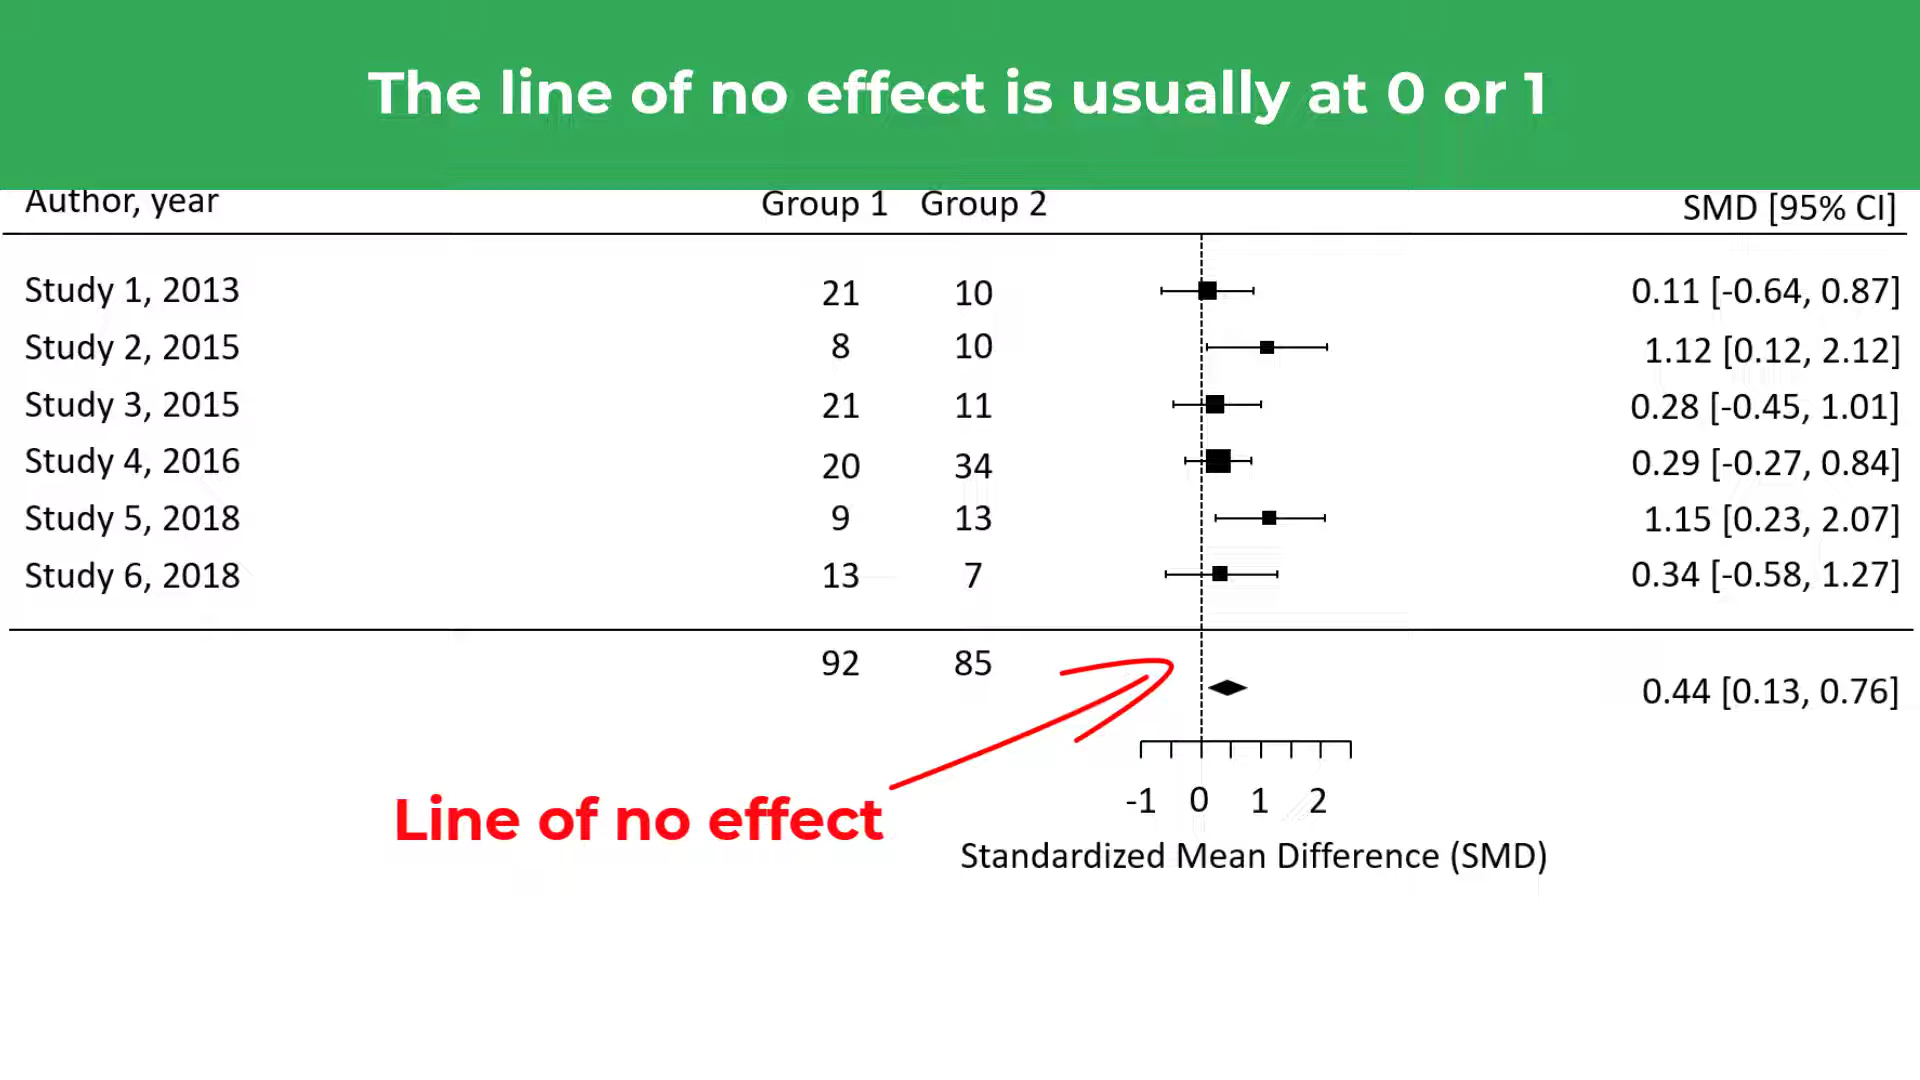 The line of no effect is usually at 0 or 1
Author, year Group 1 Group 2 SMD [95% CI]
Study 1, 2013 21 10 0.11 [-0.64, 0.87]
Study 2, 2015 8 10 1.12 [0.12, 2.12]
Study 3, 2015 21 11 0.28 [-0.45, 1.01]
Study 4, 2016 20 34 0.29 [-0.27, 0.84]
Study 5, 2018 9 13 1.15 [0.23, 2.07]
Study 6, 2018 13 7 0.34 [-0.58, 1.27]
92 85 0.44 [0.13, 0.76]
-1 0 1 2
Line of no effect
Standardized Mean Difference (SMD)